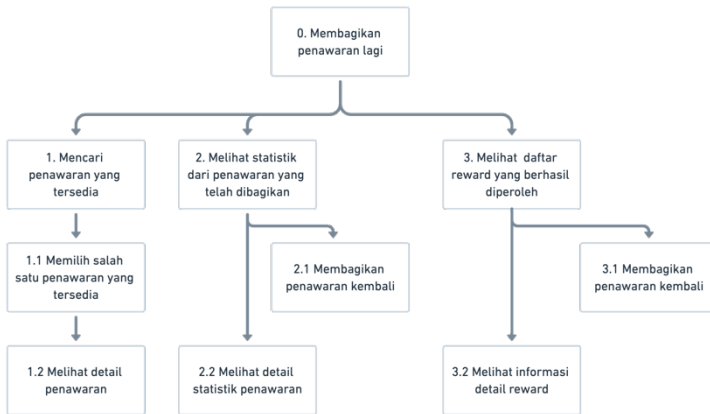 0. Membagikan
penawaran lagi
1. Mencari
penawaran yang
tersedia
2. Melihat statistik
dari penawaran yang
telah dibagikan
3. Melihat daftar
reward yang berhasil
diperoleh
1.1 Memilih salah
satu penawaran yang
tersedia
2.1 Membagikan
penawaran kembali
3.1 Membagikan
penawaran kembali
1.2 Melihat detail
penawaran
2.2 Melihat detail
statistik penawaran
3.2 Melihat informasi
detail reward